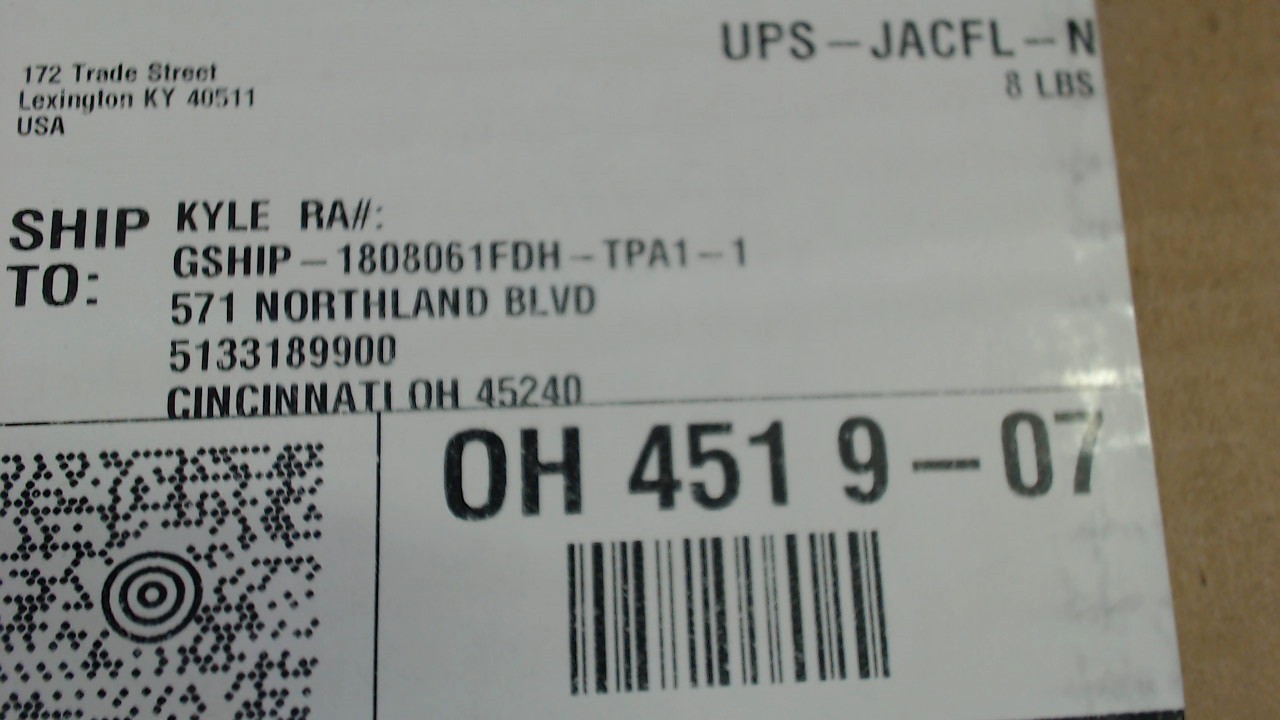 UPS-JACFL-N
8 LBS
172 Trade Street
Lexington KY 40511
USA
SHIP TO:
KYLE RA//:
GSHIP-1808061FDH-TPA1-1
571 NORTHLAND BLVD
5133189900
CINCINNATI OH 45240
OH 451 9-07